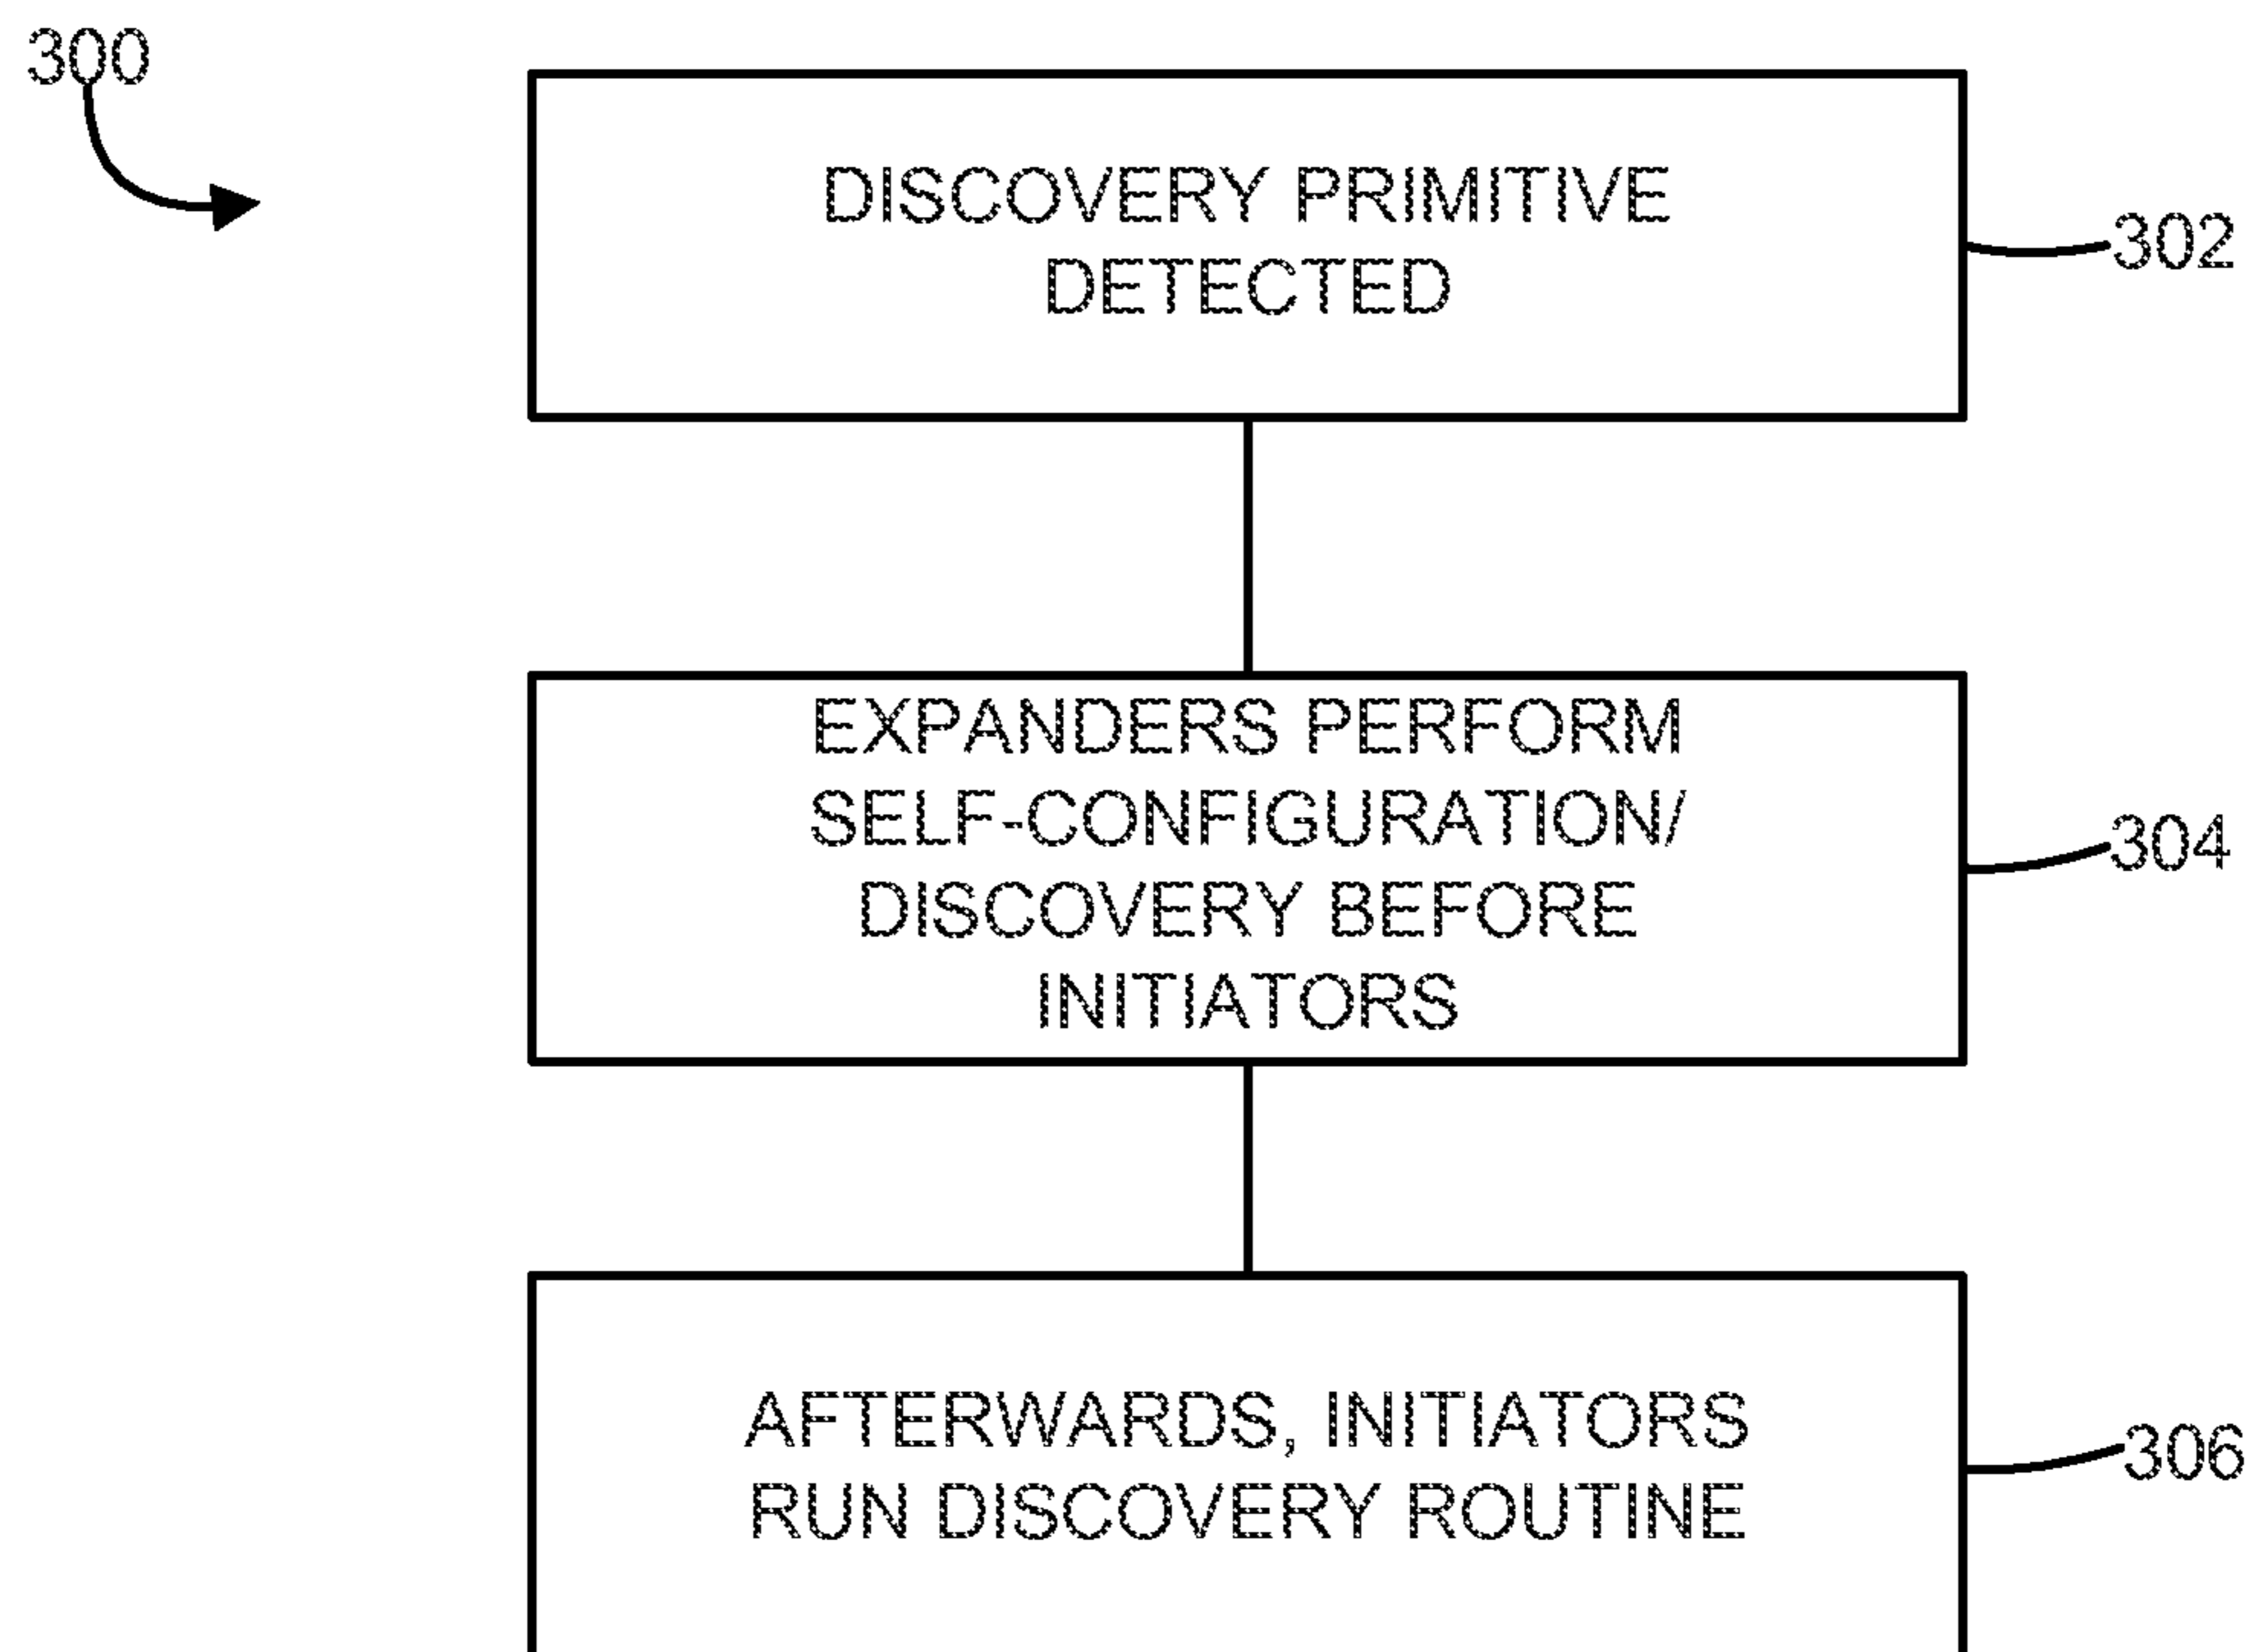 300
DISCOVERY PRIMITIVE
DETECTED
302
EXPANDERS PERFORM
SELF-CONFIGURATION/
DISCOVERY BEFORE
INITIATORS
304
AFTERWARDS, INITIATORS
RUN DISCOVERY ROUTINE
306